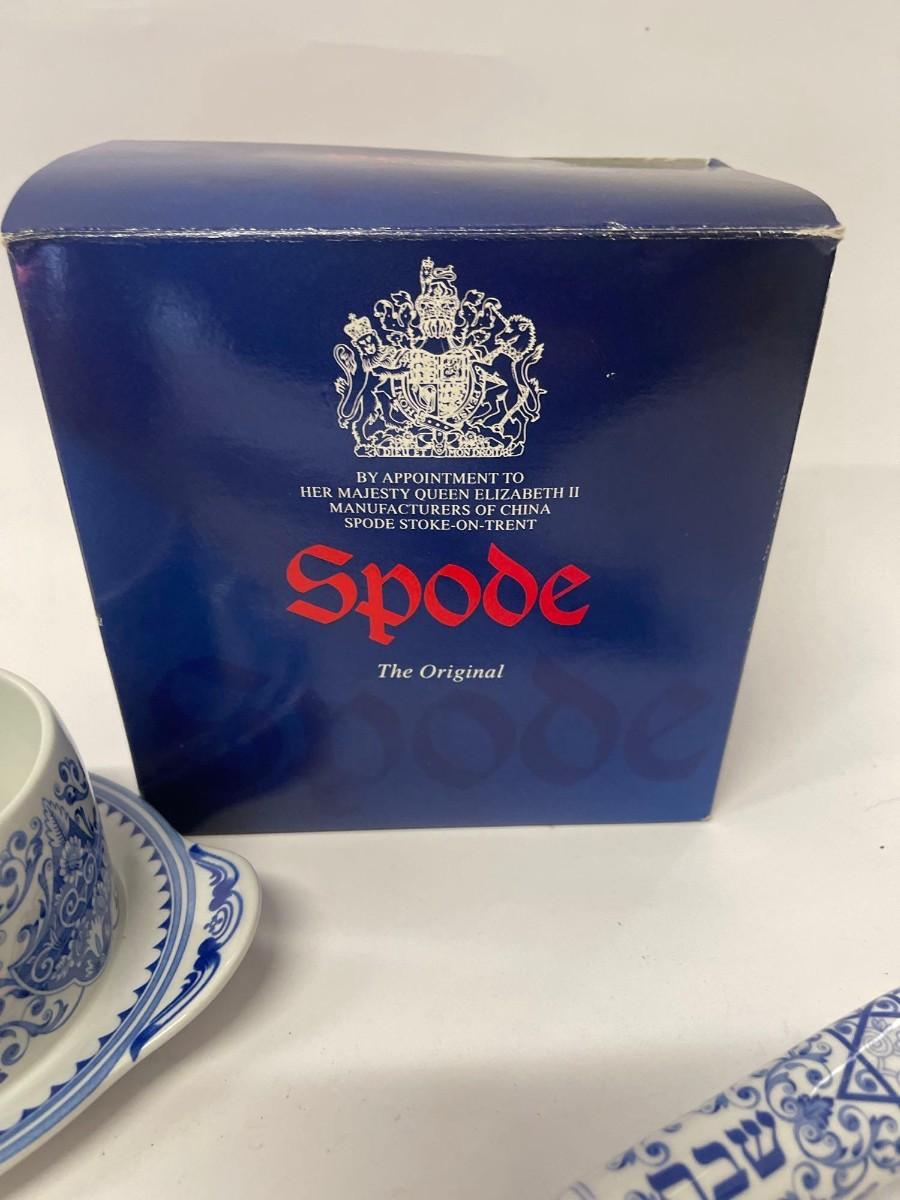 DIEU ET MON DROIT
BY APPOINTMENT TO
HER MAJESTY QUEEN ELIZABETH II
MANUFACTURERS OF CHINA
SPODE STOKE-ON-TRENT
Spode
The Original
Spode
שבת